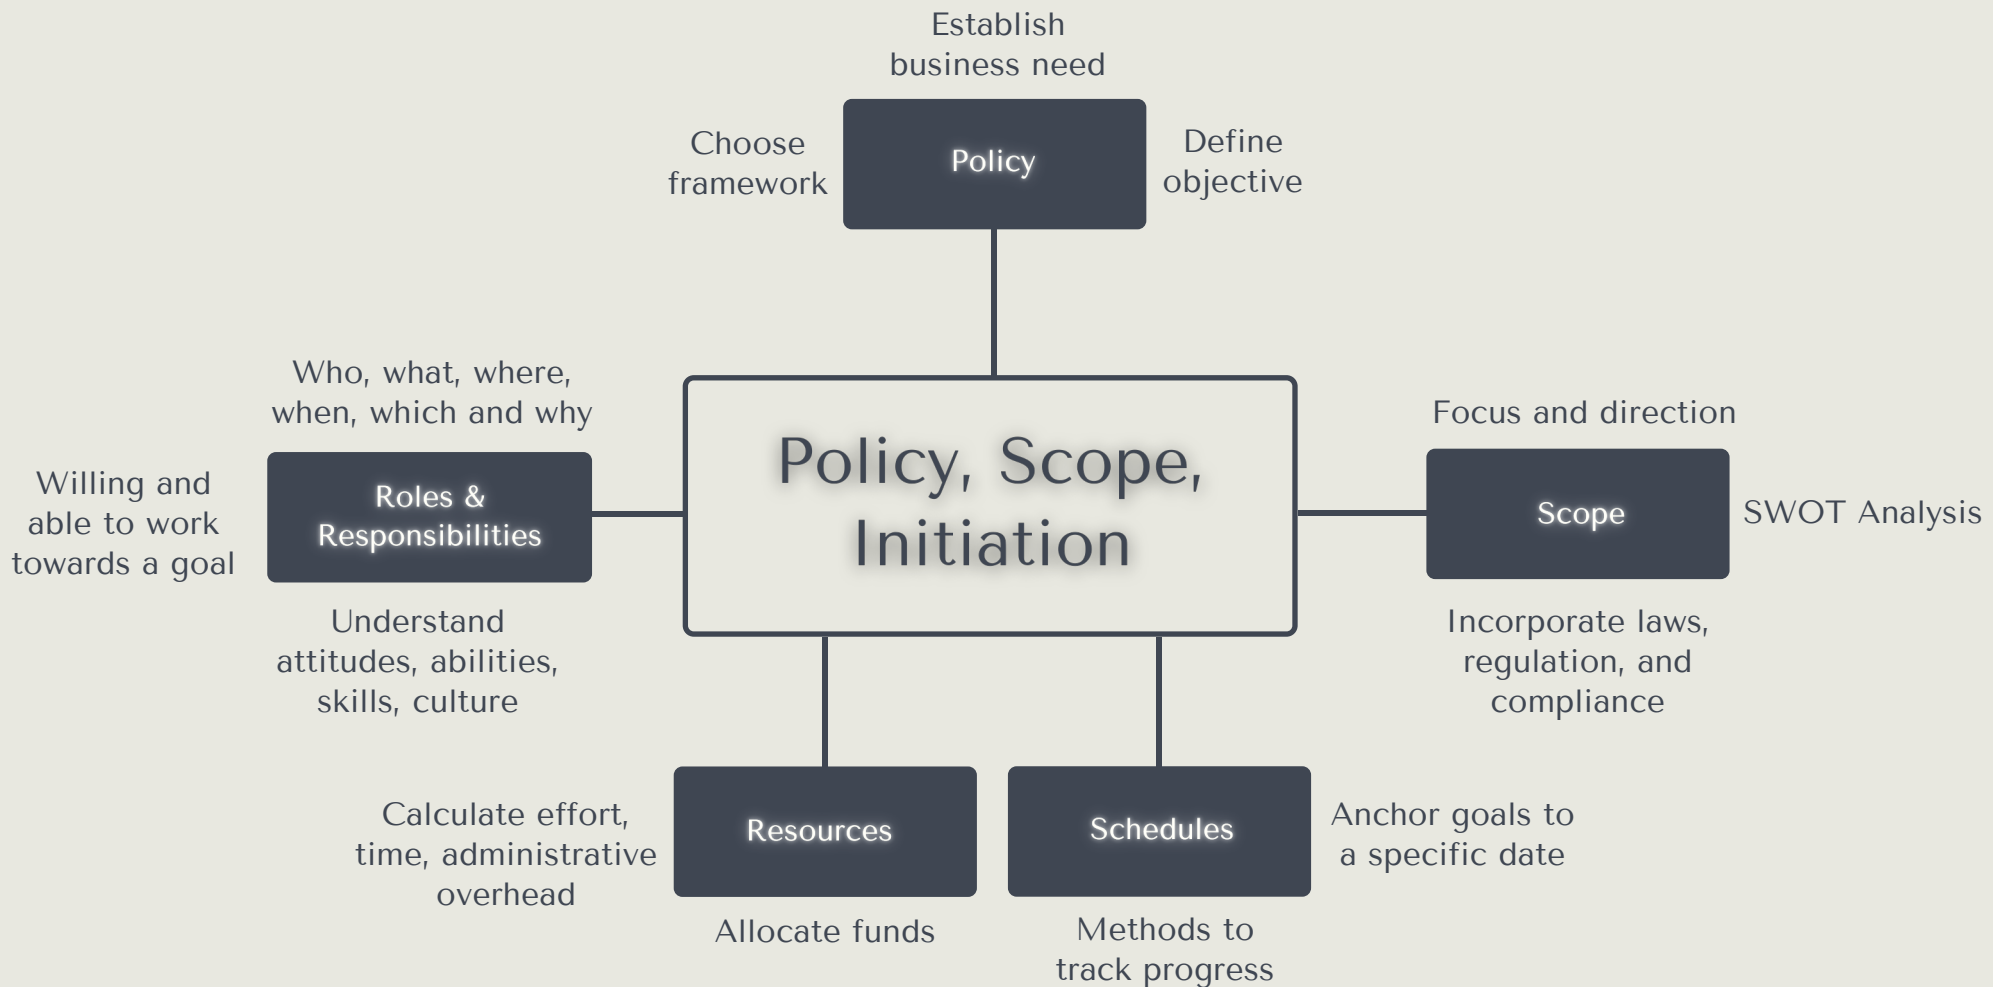 Establish
business need
Choose
framework
Policy
Define
objective
Who, what, where,
when, which and why
Willing and
able to work
towards a goal
Roles &
Responsibilities
Understand
attitudes, abilities,
skills, culture
Policy, Scope,
Initiation
Focus and direction
Scope
SWOT Analysis
Incorporate laws,
regulation, and
compliance
Calculate effort,
time, administrative
overhead
Resources
Allocate funds
Schedules
Anchor goals to
a specific date
Methods to
track progress